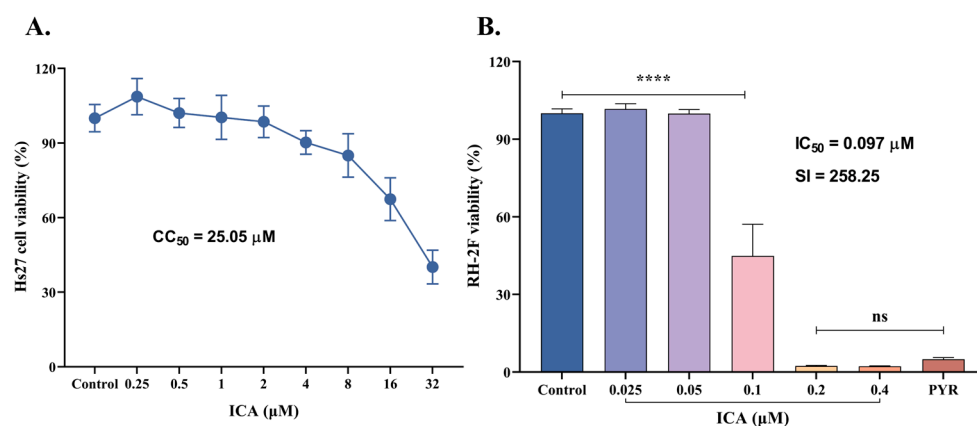 A.
Hs27 cell viability (%)
120
90
60
30
0
CC50 = 25.05 μM
Control 0.25 0.5 1 2 4 8 16 32
ICA (μM)
B.
RH-2F viability (%)
120
90
60
30
0
****
IC50 = 0.097 μM
SI = 258.25
ns
Control 0.025 0.05 0.1 0.2 0.4 PYR
ICA (μM)